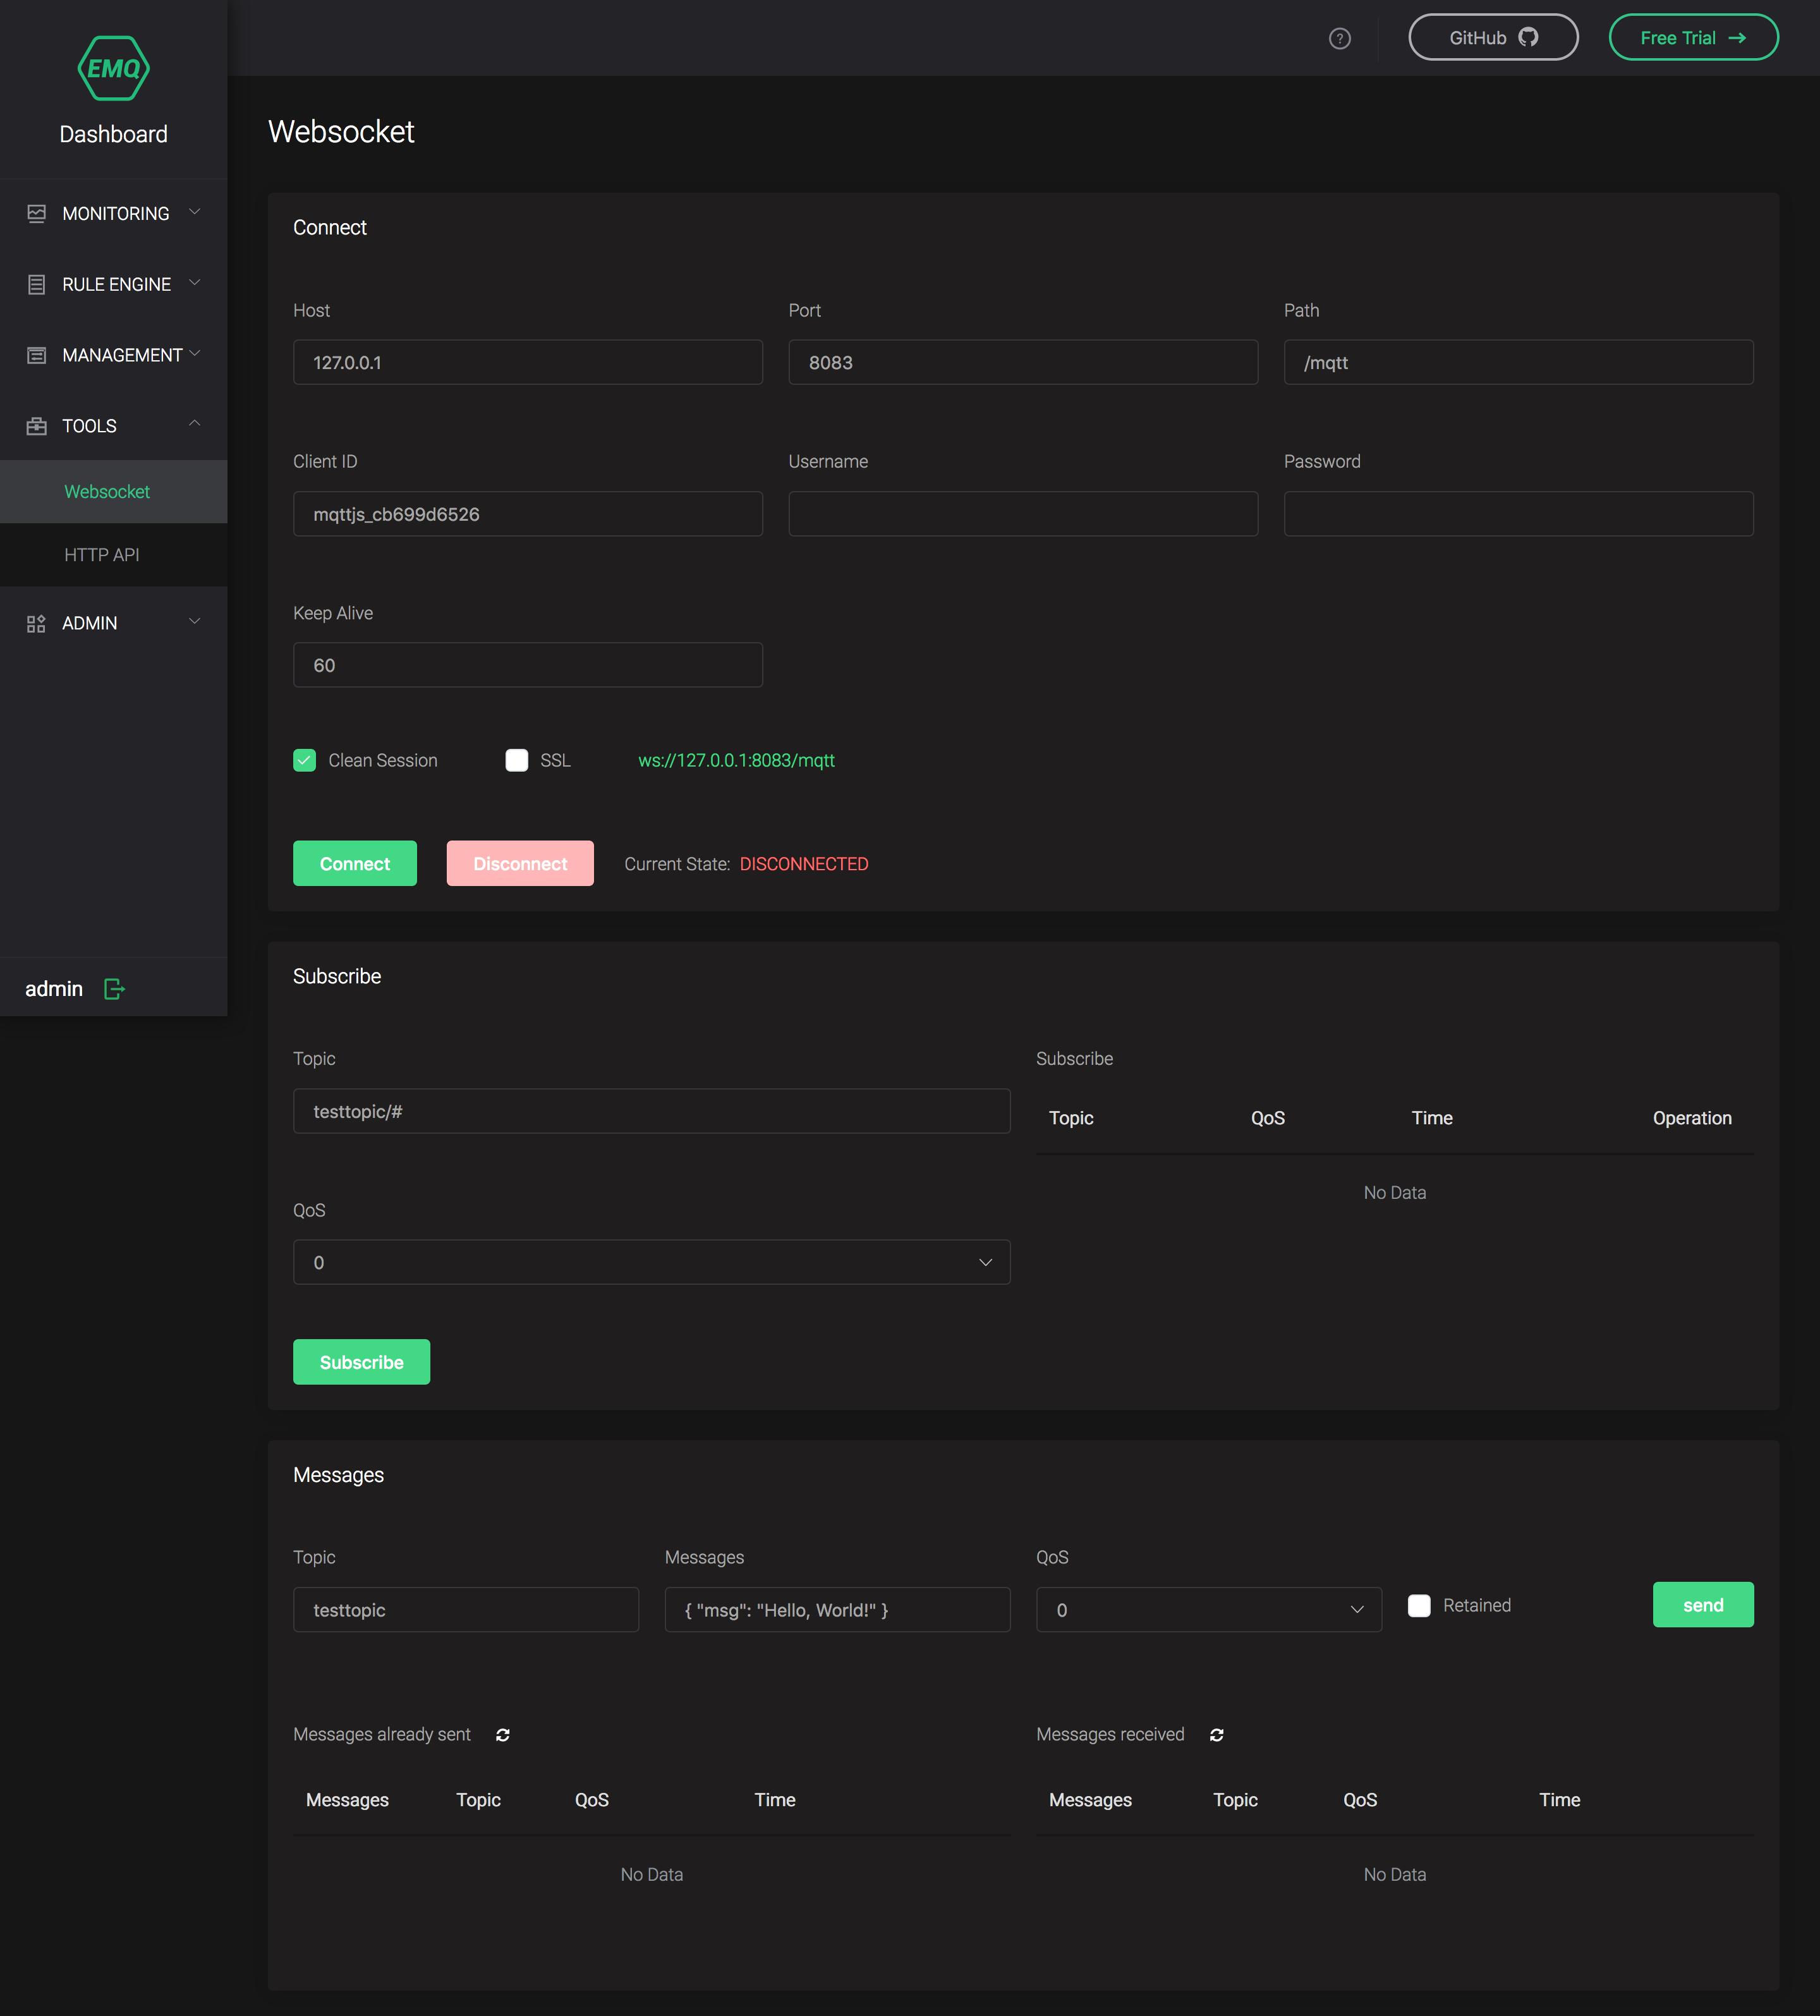 EMQ
Dashboard
MONITORING
RULE ENGINE
MANAGEMENT
TOOLS
Websocket
HTTP API
ADMIN
admin
? GitHub Free Trial →
Websocket
Connect
Host Port Path
127.0.0.1 8083 /mqtt
Client ID Username Password
mqttjs_cb699d6526
Keep Alive
60
Clean Session SSL ws://127.0.0.1:8083/mqtt
Connect Disconnect Current State: DISCONNECTED
Subscribe
Topic
testtopic/#
QoS
0
Subscribe
Subscribe
Topic QoS Time Operation
No Data
Messages
Topic Messages QoS
testtopic { "msg": "Hello, World!" } 0 Retained send
Messages already sent
Messages Topic QoS Time
No Data
Messages received
Messages Topic QoS Time
No Data